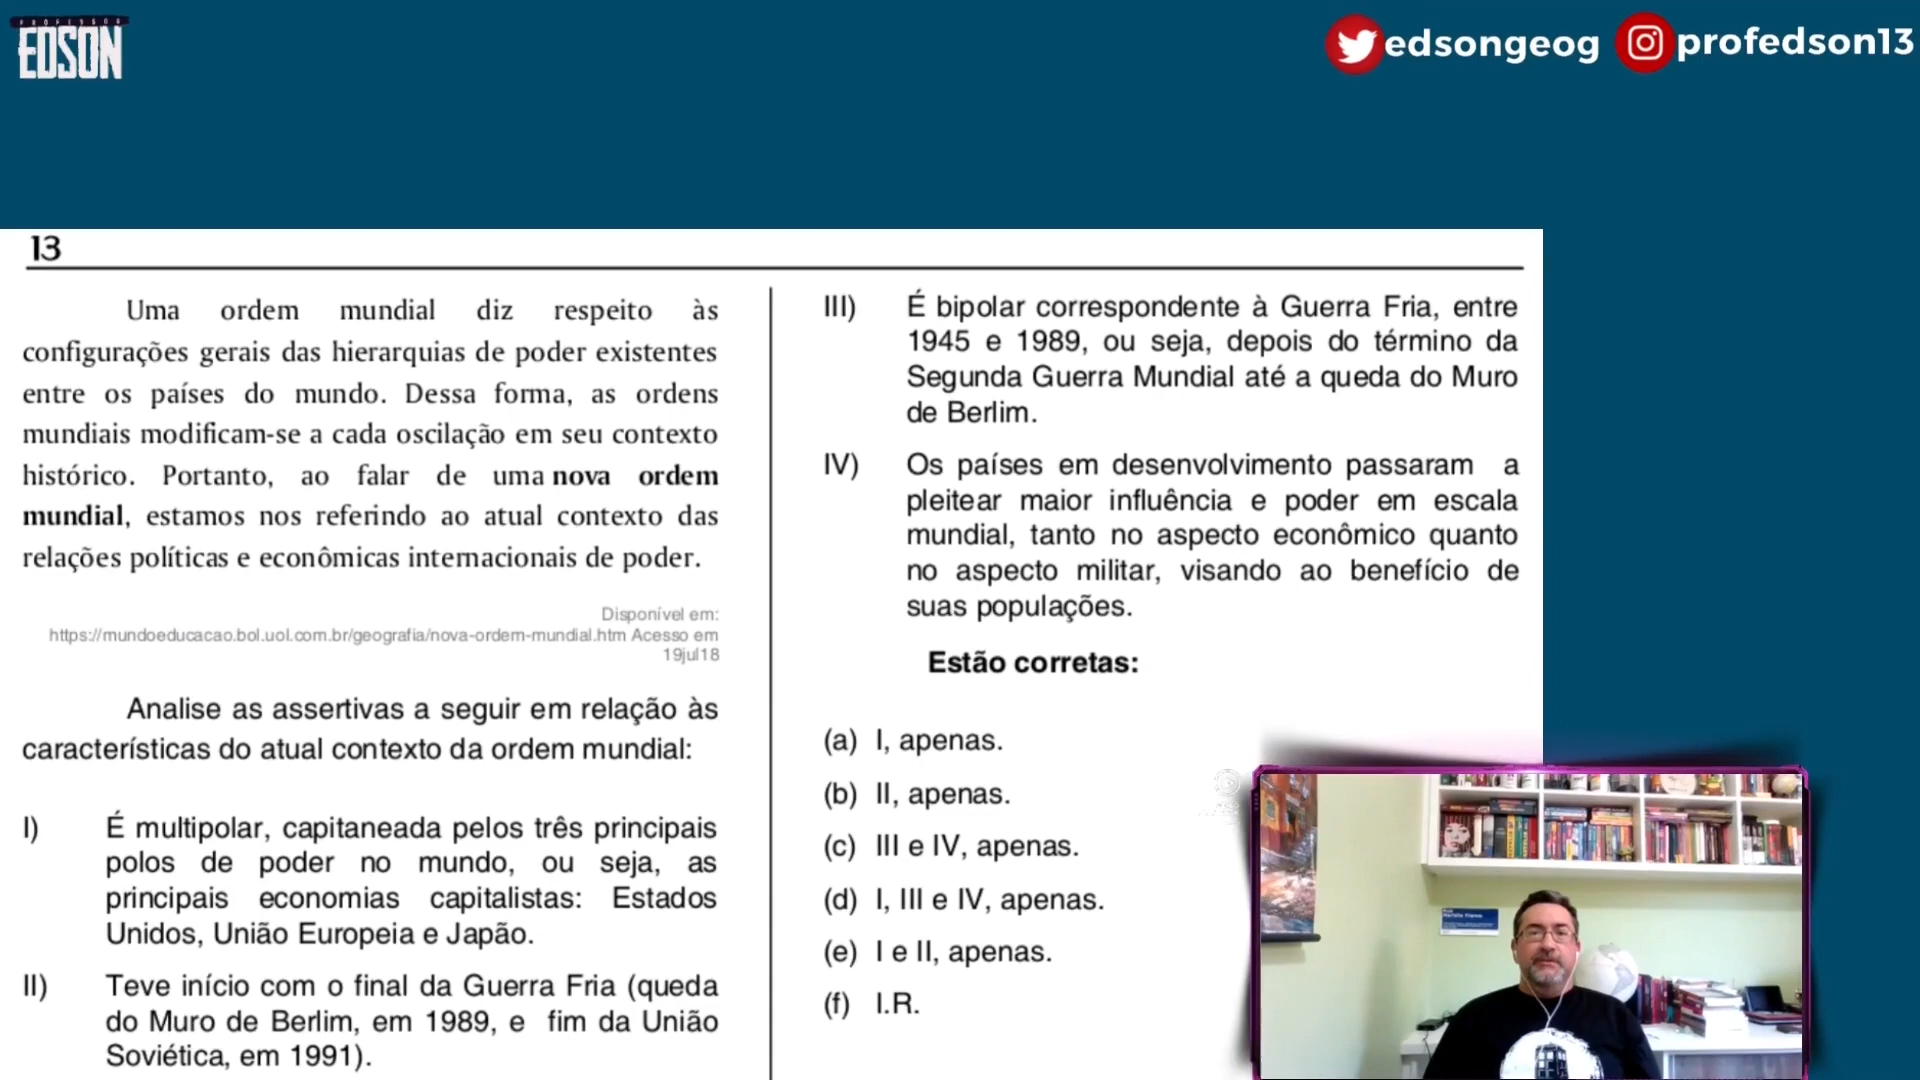 PROFESSOR
EDSON
edsongeog
profedson13
13
Uma ordem mundial diz respeito às
configurações gerais das hierarquias de poder existentes
entre os países do mundo. Dessa forma, as ordens
mundiais modificam-se a cada oscilação em seu contexto
histórico. Portanto, ao falar de uma nova ordem
mundial, estamos nos referindo ao atual contexto das
relações políticas e econômicas internacionais de poder.
Disponível em:
https://mundoeducacao.bol.uol.com.br/geografia/nova-ordem-mundial.htm Acesso em
19jul18
Analise as assertivas a seguir em relação às
características do atual contexto da ordem mundial:
I) É multipolar, capitaneada pelos três principais
polos de poder no mundo, ou seja, as
principais economias capitalistas: Estados
Unidos, União Europeia e Japão.
II) Teve início com o final da Guerra Fria (queda
do Muro de Berlim, em 1989, e fim da União
Soviética, em 1991).
III) É bipolar correspondente à Guerra Fria, entre
1945 e 1989, ou seja, depois do término da
Segunda Guerra Mundial até a queda do Muro
de Berlim.
IV) Os países em desenvolvimento passaram a
pleitear maior influência e poder em escala
mundial, tanto no aspecto econômico quanto
no aspecto militar, visando ao benefício de
suas populações.
Estão corretas:
(a) I, apenas.
(b) II, apenas.
(c) III e IV, apenas.
(d) I, III e IV, apenas.
(e) I e II, apenas.
(f) I.R.